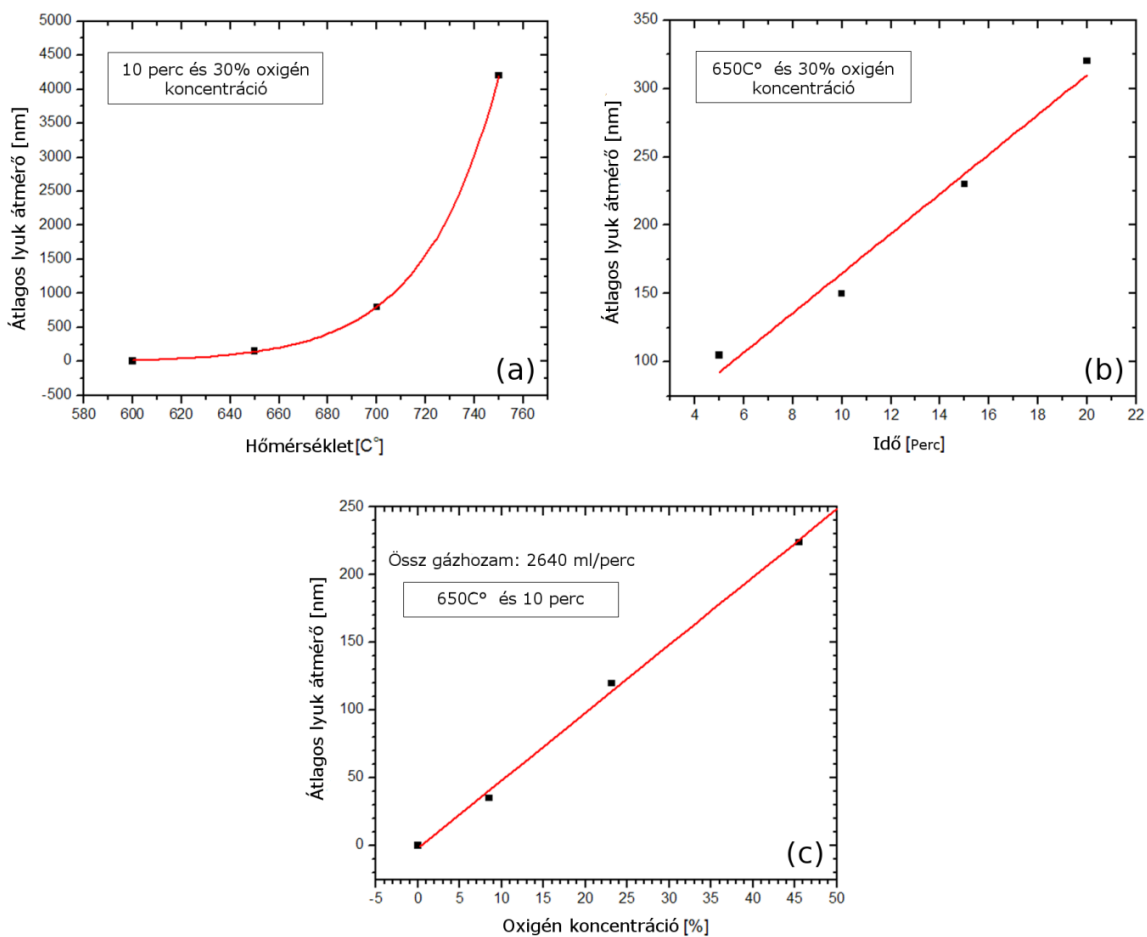 5000
4500
4000
3500
3000
2500
2000
1500
1000
500
0
-500
Átlagos lyuk átmérő [nm]
10 perc és 30% oxigén
koncentráció
(a)
580 600 620 640 660 680 700 720 740 760
Hőmérséklet[C°]
350
300
250
200
150
100
Átlagos lyuk átmérő [nm]
650C° és 30% oxigén
koncentráció
(b)
4 6 8 10 12 14 16 18 20 22
Idő [Perc]
250
200
150
100
50
0
Átlagos lyuk átmérő [nm]
Össz gázhozam: 2640 ml/perc
650C° és 10 perc
(c)
-5 0 5 10 15 20 25 30 35 40 45 50
Oxigén koncentráció [%]